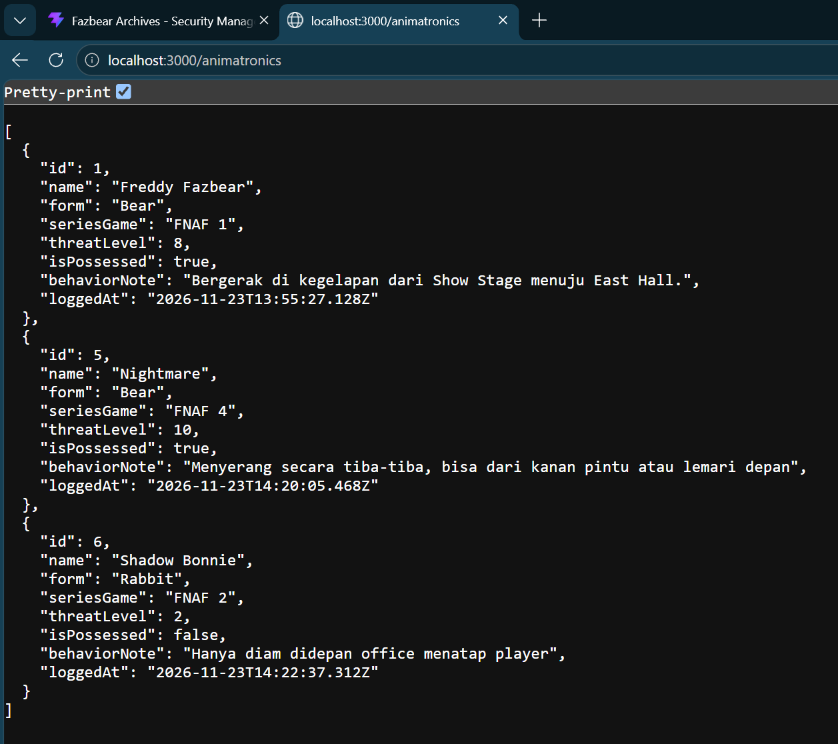 Fazbear Archives - Security Manag
localhost:3000/animatronics
localhost:3000/animatronics
Pretty-print
[
  {
    "id": 1,
    "name": "Freddy Fazbear",
    "form": "Bear",
    "seriesGame": "FNAF 1",
    "threatLevel": 8,
    "isPossessed": true,
    "behaviorNote": "Bergerak di kegelapan dari Show Stage menuju East Hall.",
    "loggedAt": "2026-11-23T13:55:27.128Z"
  },
  {
    "id": 5,
    "name": "Nightmare",
    "form": "Bear",
    "seriesGame": "FNAF 4",
    "threatLevel": 10,
    "isPossessed": true,
    "behaviorNote": "Menyerang secara tiba-tiba, bisa dari kanan pintu atau lemari depan",
    "loggedAt": "2026-11-23T14:20:05.468Z"
  },
  {
    "id": 6,
    "name": "Shadow Bonnie",
    "form": "Rabbit",
    "seriesGame": "FNAF 2",
    "threatLevel": 2,
    "isPossessed": false,
    "behaviorNote": "Hanya diam didepan office menatap player",
    "loggedAt": "2026-11-23T14:22:37.312Z"
  }
]